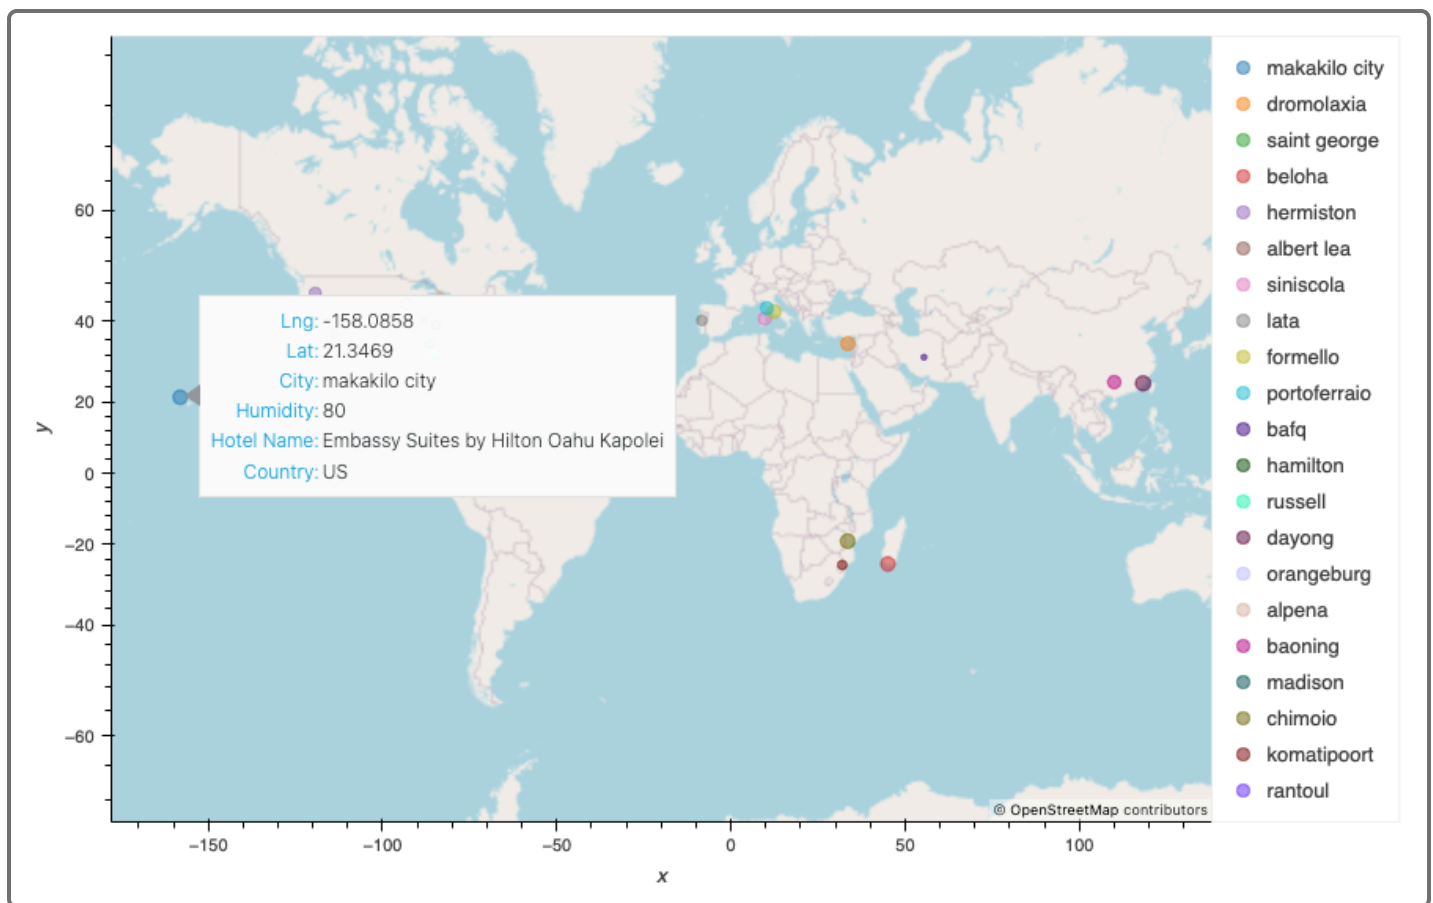 makakilo city
dromolaxia
saint george
beloha
hermiston
albert lea
siniscola
lata
formello
portoferraio
bafq
hamilton
russell
dayong
orangeburg
alpena
baoning
madison
chimoio
komatipoort
rantoul
60
40
20
0
−20
−40
−60
y
Lng: -158.0858
Lat: 21.3469
City: makakilo city
Humidity: 80
Hotel Name: Embassy Suites by Hilton Oahu Kapolei
Country: US
© OpenStreetMap contributors
−150 −100 −50 0 50 100
x